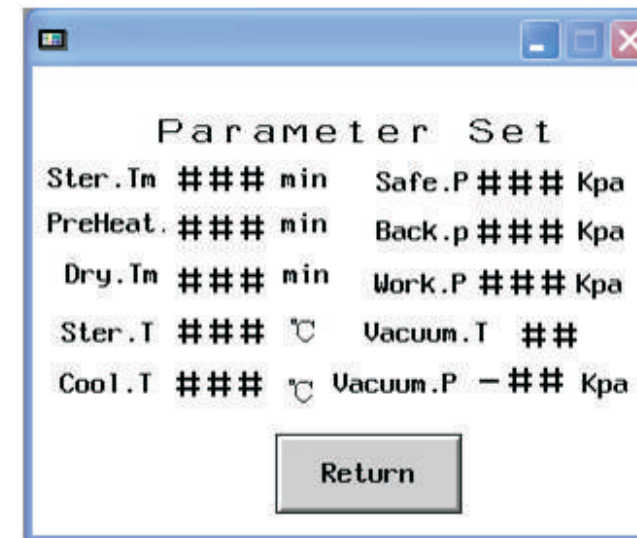 Parameter Set
Ster.Tm ### min Safe.P ### Kpa
PreHeat. ### min Back.p ### Kpa
Dry.Tm ### min Work.P ### Kpa
Ster.T ### ℃ Vacuum.T ##
Cool.T ### ℃ Vacuum.P -## Kpa
Return